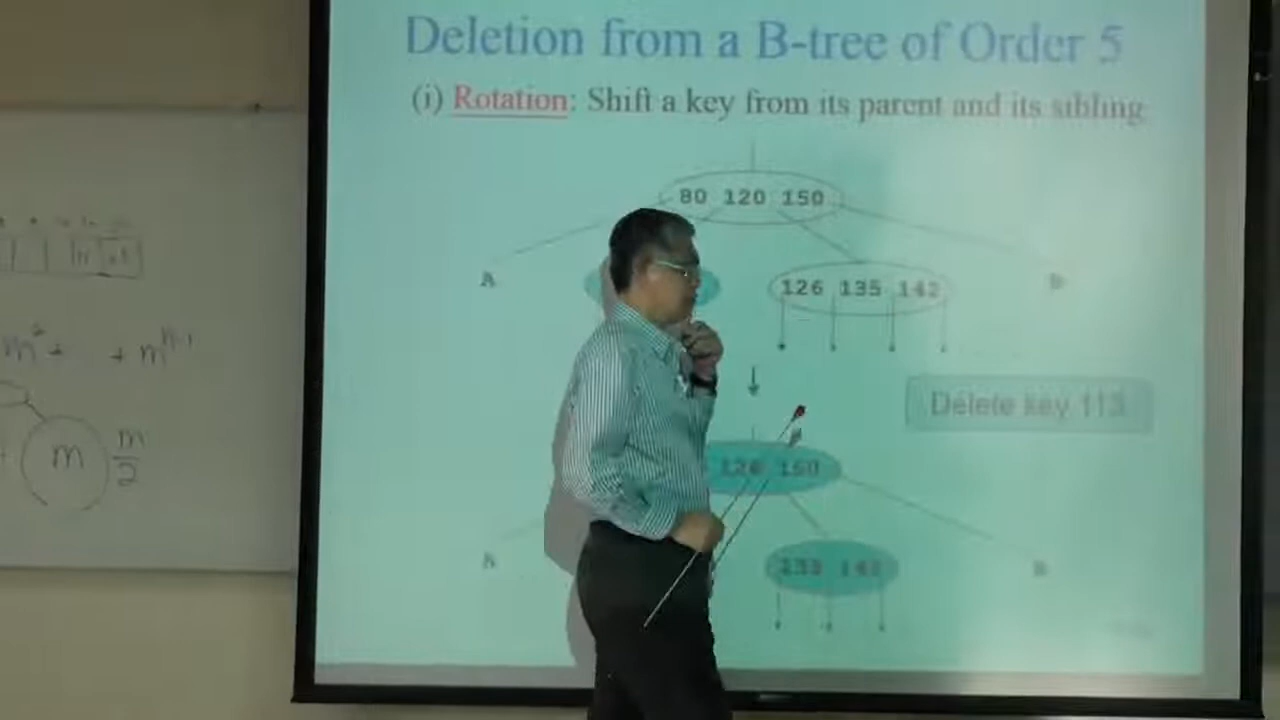 Deletion from a B-tree of Order 5
(i) Rotation: Shift a key from its parent and its sibling
80 120 150
A
126 135 142
D
Delete key 113
126 150
135 142
m
m
2